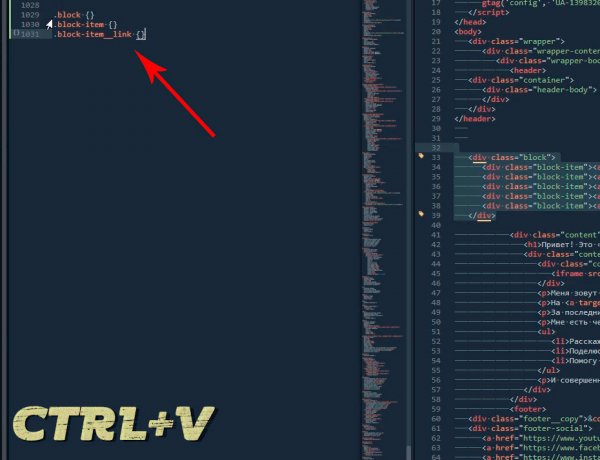 1028
1029 .block {}
1030 .block-item {}
1031 .block-item__link {}
CTRL+V
17 gtag('config', 'UA-139832
18 </script>
19 </head>
20 <body>
21 <div class="wrapper">
22 <div class="wrapper-conte
23 <div class="wrapper-bo
24 <header>
25 <div class="container">
26 <div class="header-body">
27 </div>
28 </div>
29 </header>
30
31
32
33 <div class="block">
34 <div class="block-item"><a
35 <div class="block-item"><a
36 <div class="block-item"><a
37 <div class="block-item"><a
38 <div class="block-item"><a
39 </div>
40
41 <div class="content"
42 <h1>Привет! Это
43 <div class="conte
44 <div class="co
45 <iframe src
46 </div>
47 <p>Меня зовут
48 <p>На <a targe
49 <p>За последни
50 <p>Мне есть че
51 <ul>
52 <li>Расскаж
53 <li>Поделюс
54 <li>Помогу
55 </ul>
56 <p>И совершенн
57 </div>
58 </div>
59 <footer>
60 <div class="footer__copy">&co
61 <div class="footer-social">
62 <a href="https://www.youtu
63 <a href="https://www.faceb
64 <a href="https://www.insta